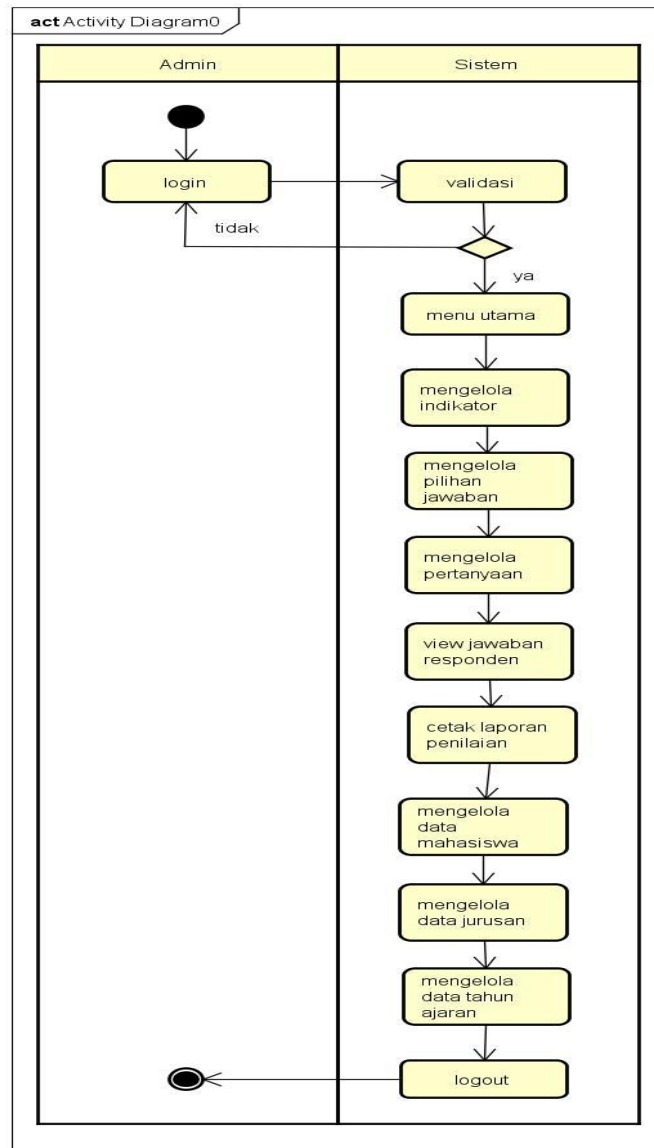 act Activity Diagram0
Admin
Sistem
login
validasi
tidak
ya
menu utama
mengelola
indikator
mengelola
pilihan
jawaban
mengelola
pertanyaan
view jawaban
responden
cetak laporan
penilaian
mengelola
data
mahasiswa
mengelola
data jurusan
mengelola
data tahun
ajaran
logout